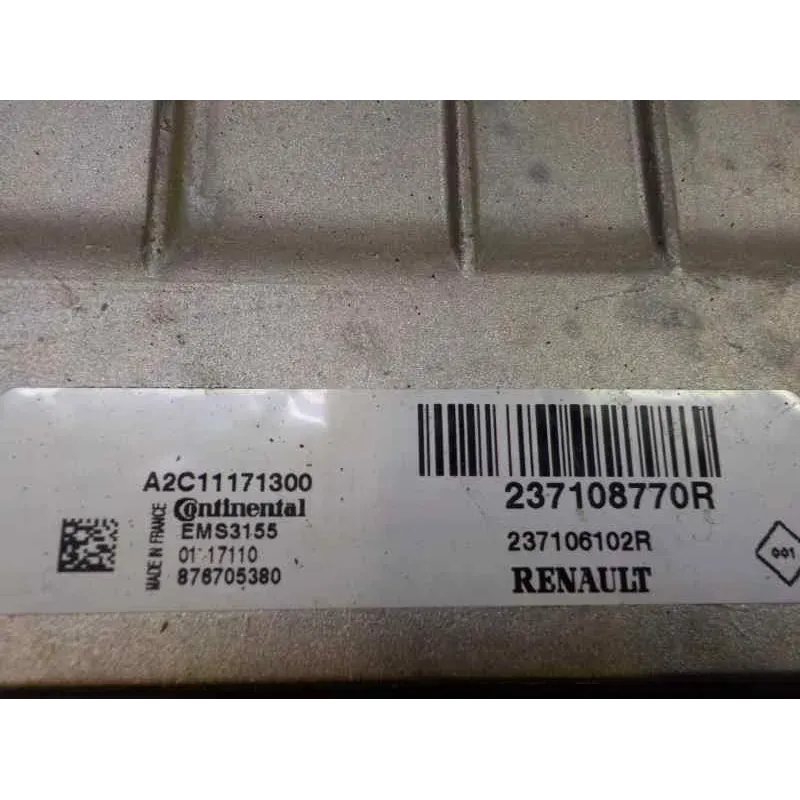 A2C11171300
Continental
EMS3155
01 17110
876705380
MADE IN FRANCE
237108770R
237106102R
RENAULT
001